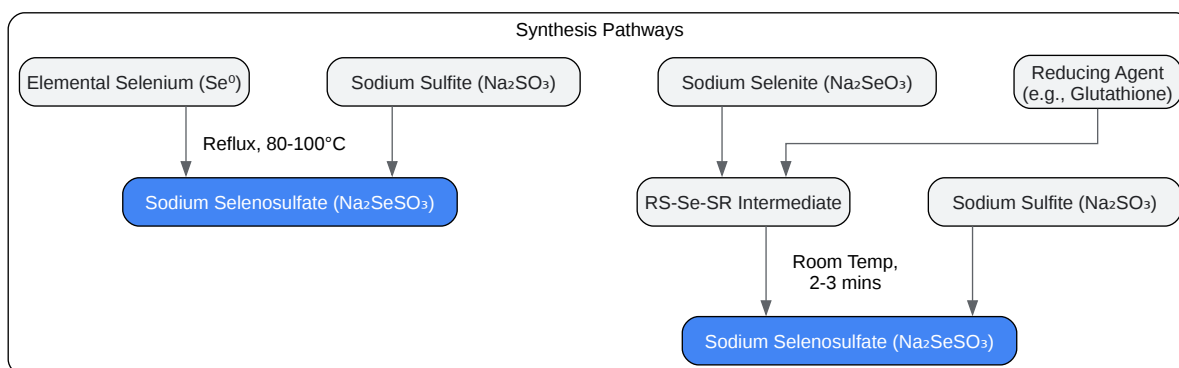 Synthesis Pathways
Elemental Selenium (Se⁰)
Sodium Sulfite (Na₂SO₃)
Sodium Selenite (Na₂SeO₃)
Reducing Agent
(e.g., Glutathione)
Reflux, 80-100°C
Sodium Selenosulfate (Na₂SeSO₃)
RS-Se-SR Intermediate
Sodium Sulfite (Na₂SO₃)
Room Temp,
2-3 mins
Sodium Selenosulfate (Na₂SeSO₃)